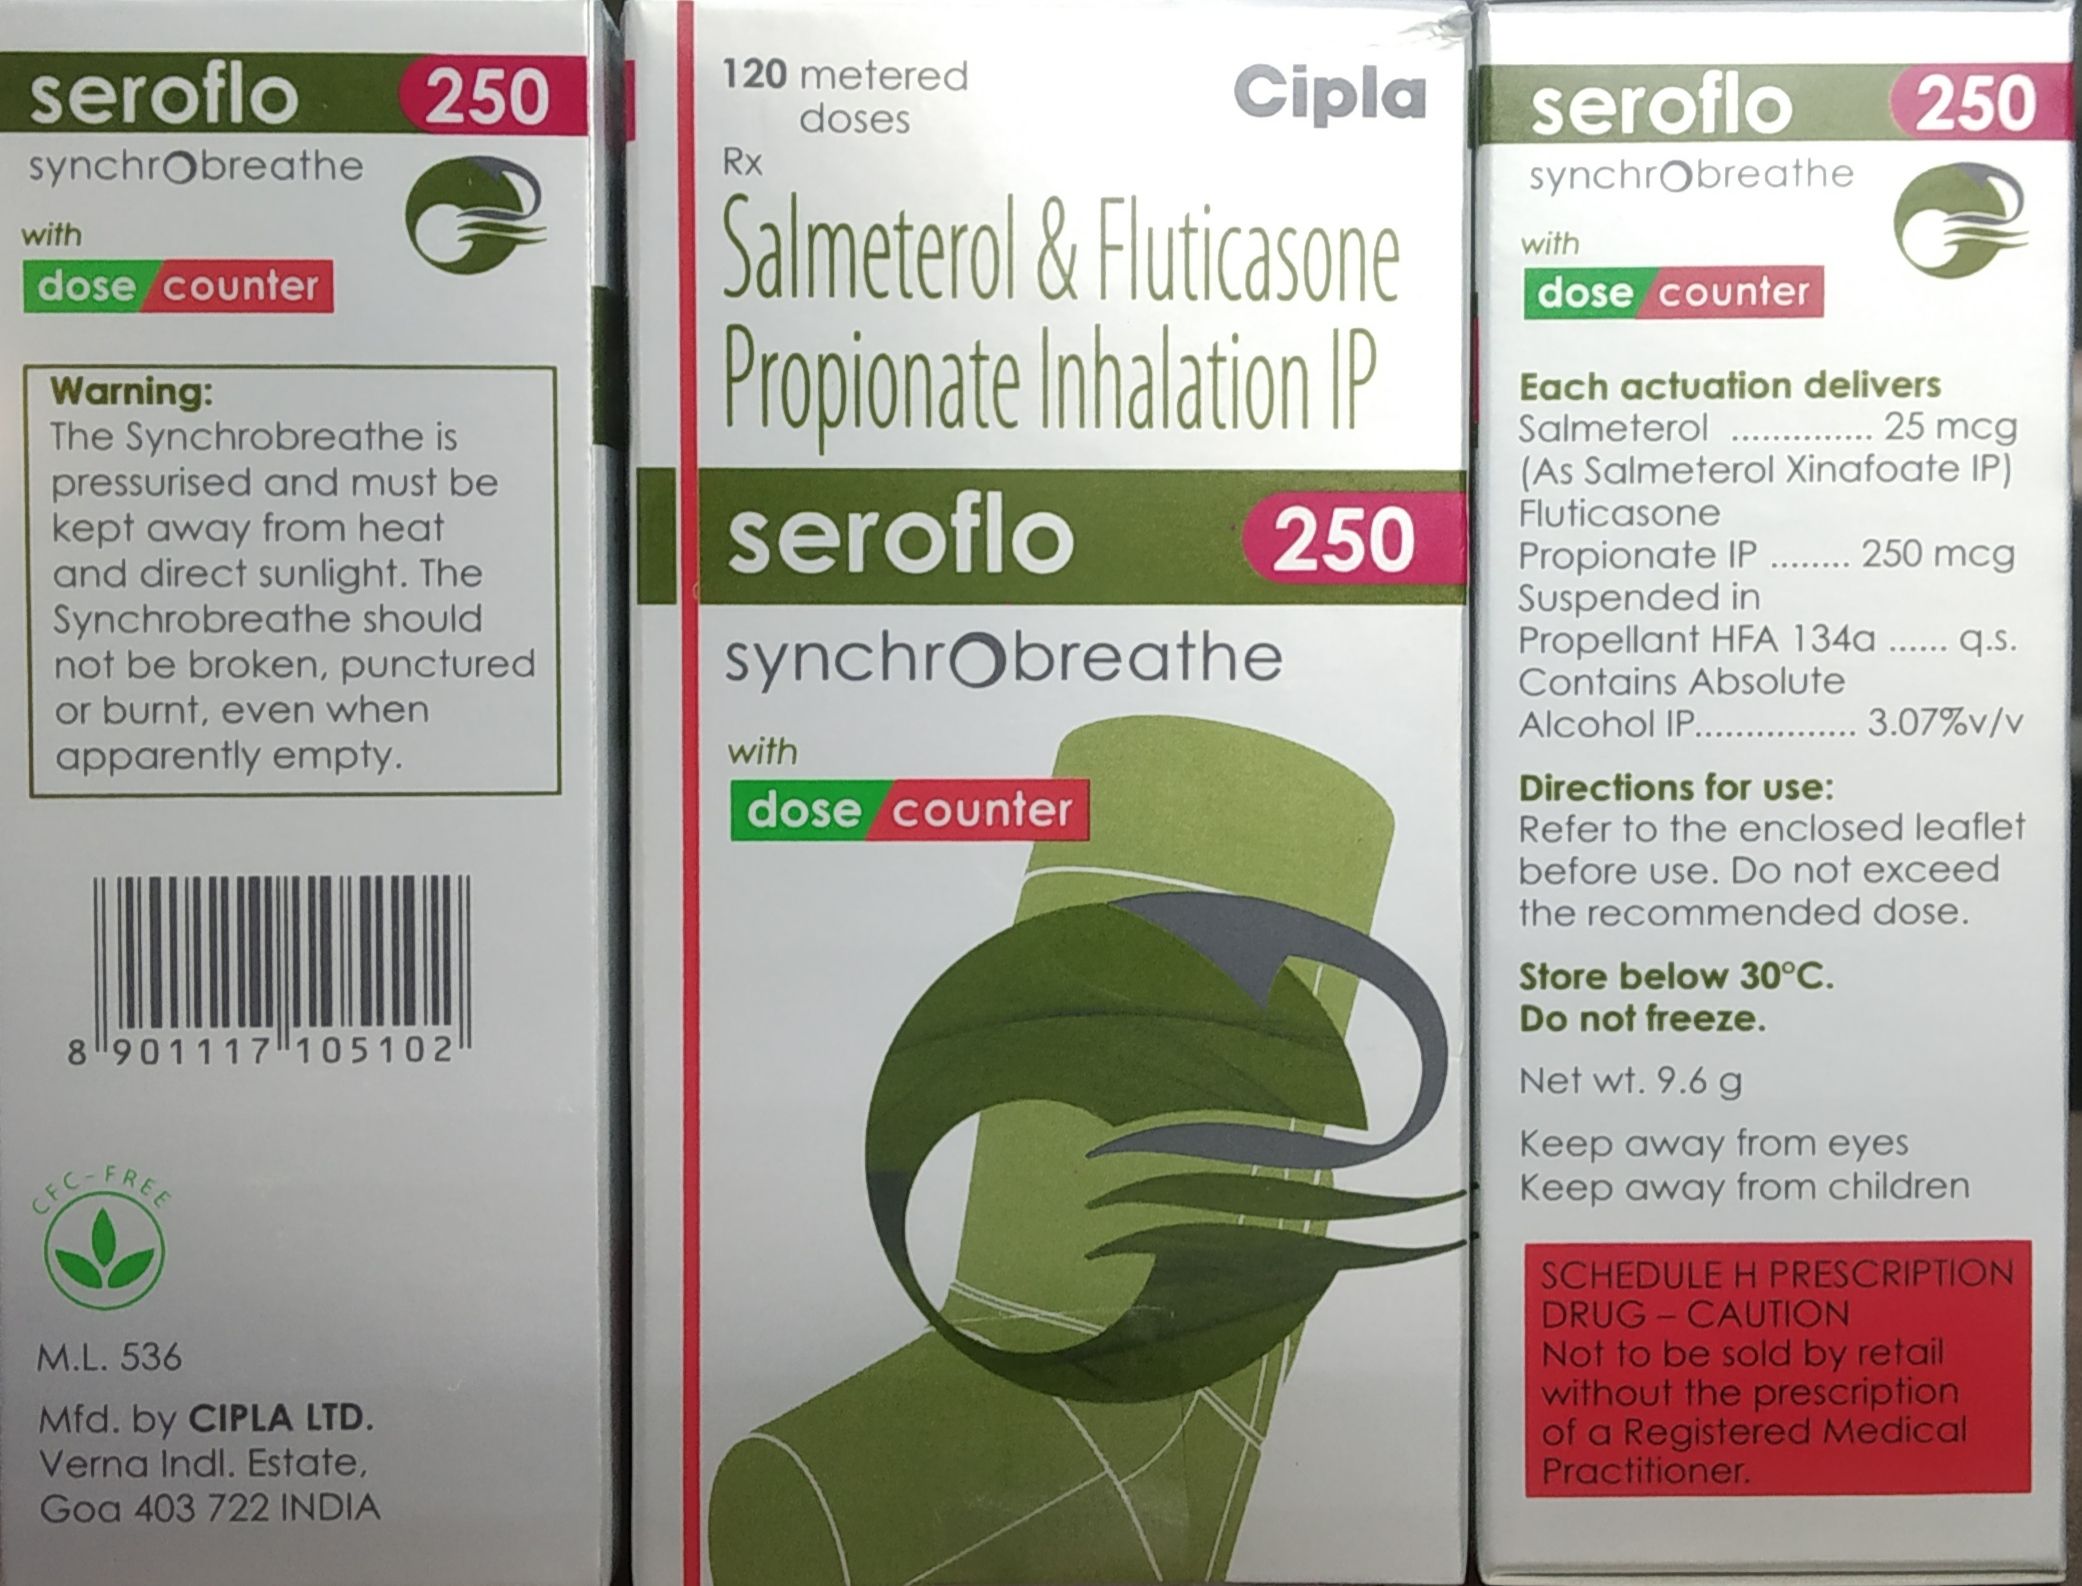 seroflo 250
synchrObreathe
with
dose counter
Warning:
The Synchrobreathe is
pressurised and must be
kept away from heat
and direct sunlight. The
Synchrobreathe should
not be broken, punctured
or burnt, even when
apparently empty.
8 901117 105102
CFC-FREE
M.L. 536
Mfd. by CIPLA LTD.
Verna Indl. Estate,
Goa 403 722 INDIA
120 metered
doses
Cipla
Rx
Salmeterol & Fluticasone
Propionate Inhalation IP
seroflo 250
synchrObreathe
with
dose counter
seroflo 250
synchrObreathe
with
dose counter
Each actuation delivers
Salmeterol .............. 25 mcg
(As Salmeterol Xinafoate IP)
Fluticasone
Propionate IP ........ 250 mcg
Suspended in
Propellant HFA 134a ...... q.s.
Contains Absolute
Alcohol IP................ 3.07%v/v
Directions for use:
Refer to the enclosed leaflet
before use. Do not exceed
the recommended dose.
Store below 30°C.
Do not freeze.
Net wt. 9.6 g
Keep away from eyes
Keep away from children
SCHEDULE H PRESCRIPTION
DRUG – CAUTION
Not to be sold by retail
without the prescription
of a Registered Medical
Practitioner.